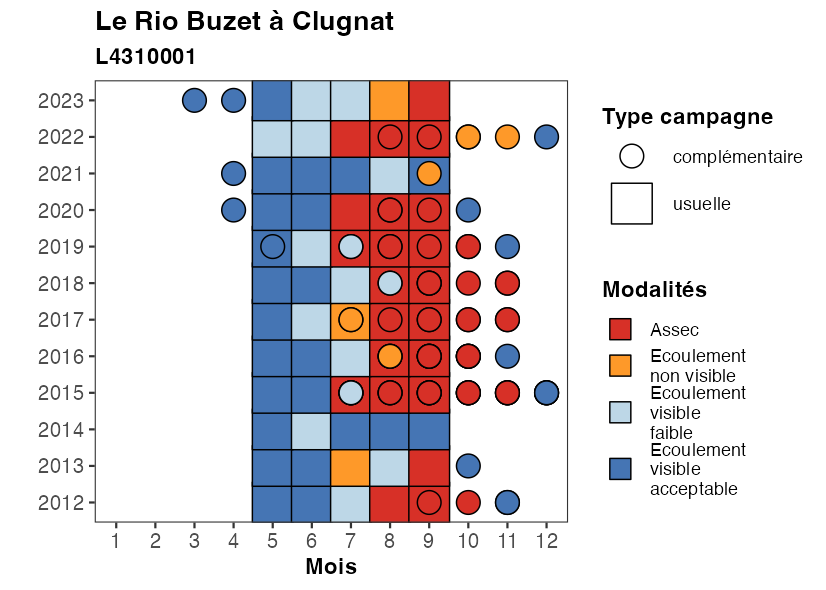 Le Rio Buzet à Clugnat
L4310001
2023
2022
2021
2020
2019
2018
2017
2016
2015
2014
2013
2012
1 2 3 4 5 6 7 8 9 10 11 12
Mois
Type campagne
complémentaire
usuelle
Modalités
Assec
Ecoulement
non visible
Ecoulement
visible
faible
Ecoulement
visible
acceptable